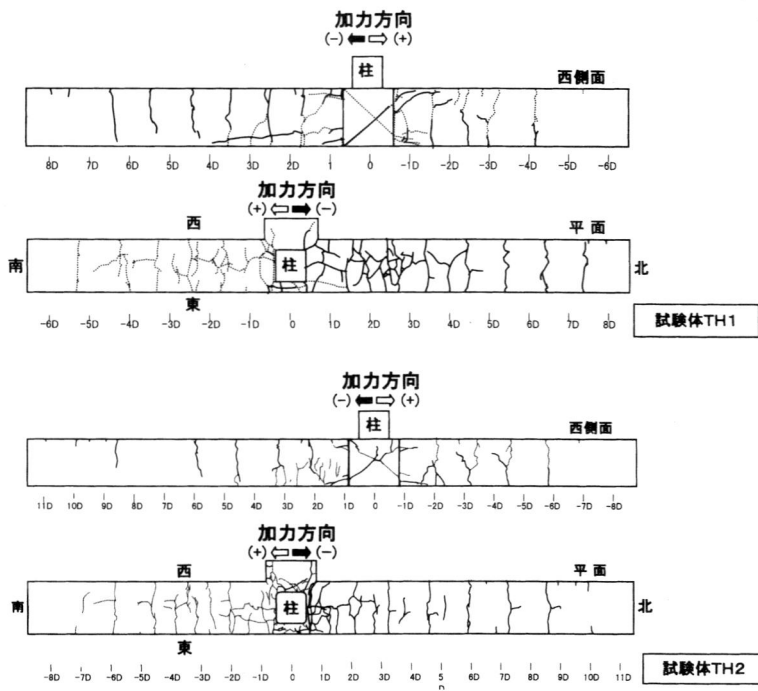 加力方向
(-) (+)
柱
西側面
8D 7D 6D 5D 4D 3D 2D 1 0 -1D -2D -3D -4D -5D -6D
加力方向
(+) (-)
西
平面
南
柱
北
東
-6D -5D -4D -3D -2D -1D 0 1D 2D 3D 4D 5D 6D 7D 8D
試験体TH1
加力方向
(-) (+)
柱
西側面
11D 10D 9D 8D 7D 6D 5D 4D 3D 2D 1D 0 -1D -2D -3D -4D -5D -6D -7D -8D
加力方向
(+) (-)
西
平面
南
柱
北
東
-8D -7D -6D -5D -4D -3D -2D -1D 0 1D 2D 3D 4D 5 6D 7D 8D 9D 10D 11D
D
試験体TH2